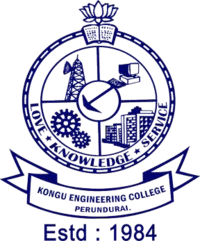 LOVE * KNOWLEDGE * SERVICE
KONGU ENGINEERING COLLEGE
PERUNDURAI.
Estd : 1984